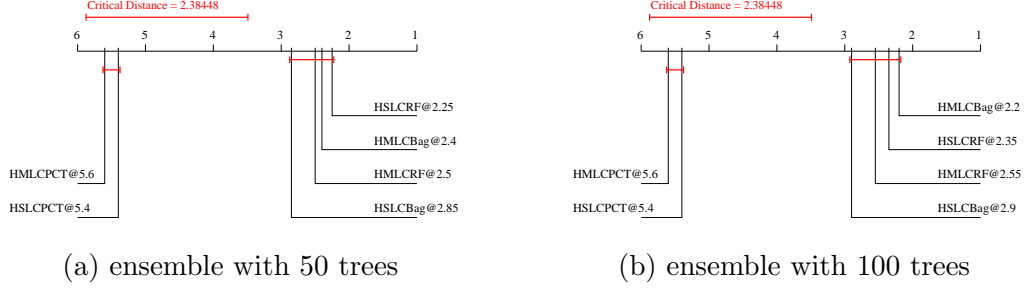 Critical Distance = 2.38448
6 5 4 3 2 1
HSLCRF@2.25
HMLCBag@2.4
HMLCPCT@5.6 HMLCRF@2.5
HSLCPCT@5.4 HSLCBag@2.85
(a) ensemble with 50 trees
Critical Distance = 2.38448
6 5 4 3 2 1
HMLCBag@2.2
HSLCRF@2.35
HMLCPCT@5.6 HMLCRF@2.55
HSLCPCT@5.4 HSLCBag@2.9
(b) ensemble with 100 trees